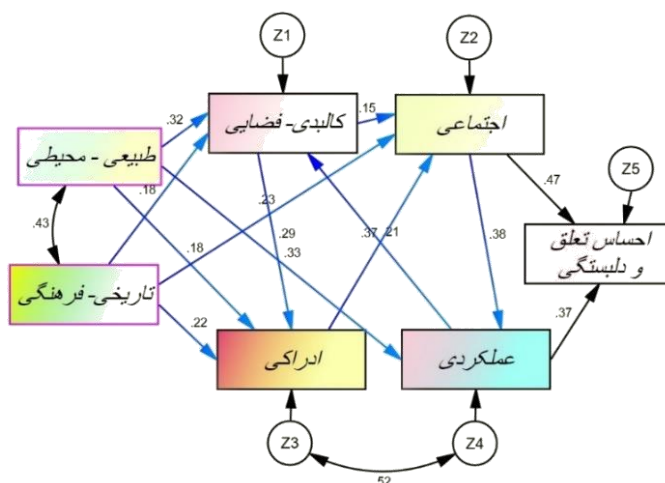 Z1
Z2
.32
کالبدی- فضایی
.15
اجتماعی
طبیعی - محیطی
.47
Z5
.18
.23
.43
.18
.29
.37
.21
.38
احساس تعلق
و دلبستگی
.33
تاریخی- فرهنگی
.22
.37
ادراکی
عملکردی
Z3
Z4
.52